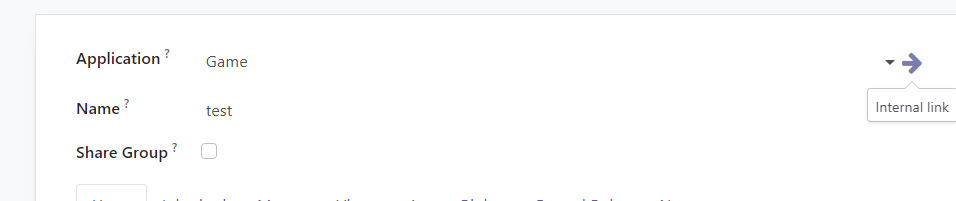 Application ?
Game
Internal link
Name ?
test
Share Group ?